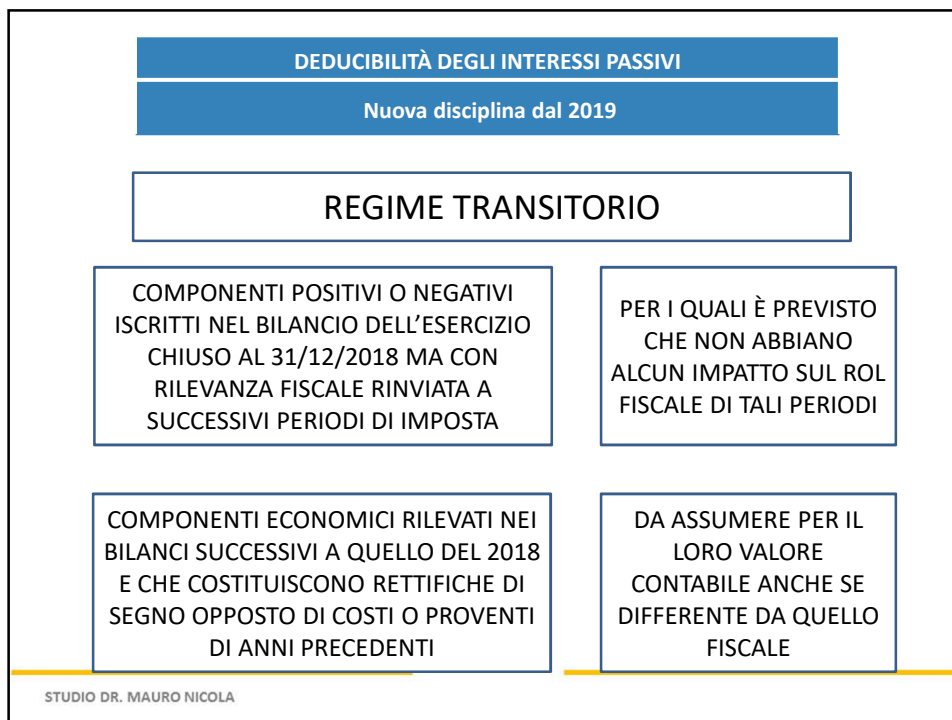 DEDUCIBILITÀ DEGLI INTERESSI PASSIVI
Nuova disciplina dal 2019
REGIME TRANSITORIO
COMPONENTI POSITIVI O NEGATIVI
ISCRITTI NEL BILANCIO DELL'ESERCIZIO
CHIUSO AL 31/12/2018 MA CON
RILEVANZA FISCALE RINVIATA A
SUCCESSIVI PERIODI DI IMPOSTA
PER I QUALI È PREVISTO
CHE NON ABBIANO
ALCUN IMPATTO SUL ROL
FISCALE DI TALI PERIODI
COMPONENTI ECONOMICI RILEVATI NEI
BILANCI SUCCESSIVI A QUELLO DEL 2018
E CHE COSTITUISCONO RETTIFICHE DI
SEGNO OPPOSTO DI COSTI O PROVENTI
DI ANNI PRECEDENTI
DA ASSUMERE PER IL
LORO VALORE
CONTABILE ANCHE SE
DIFFERENTE DA QUELLO
FISCALE
STUDIO DR. MAURO NICOLA